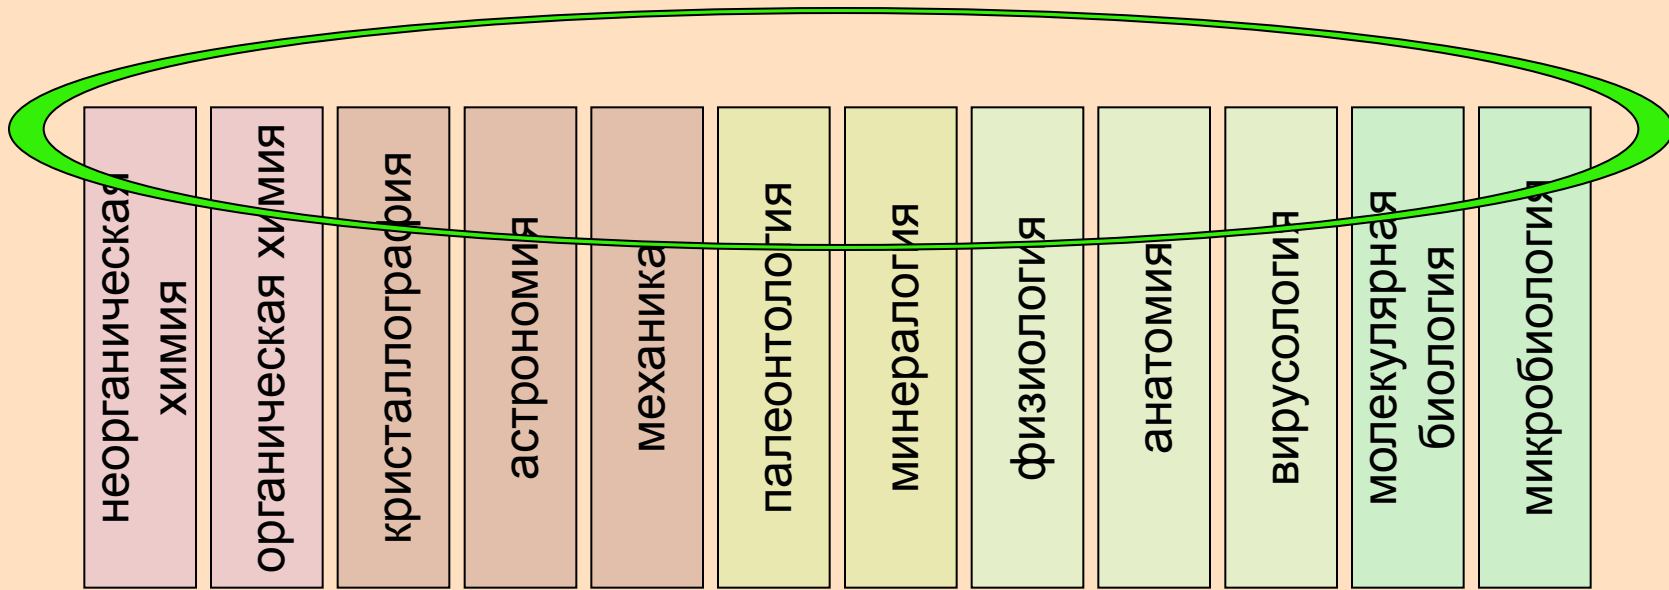 неорганическая
химия
органическая химия
кристаллография
астрономия
механика
палеонтология
минералогия
физиология
анатомия
вирусология
молекулярная
биология
микробиология